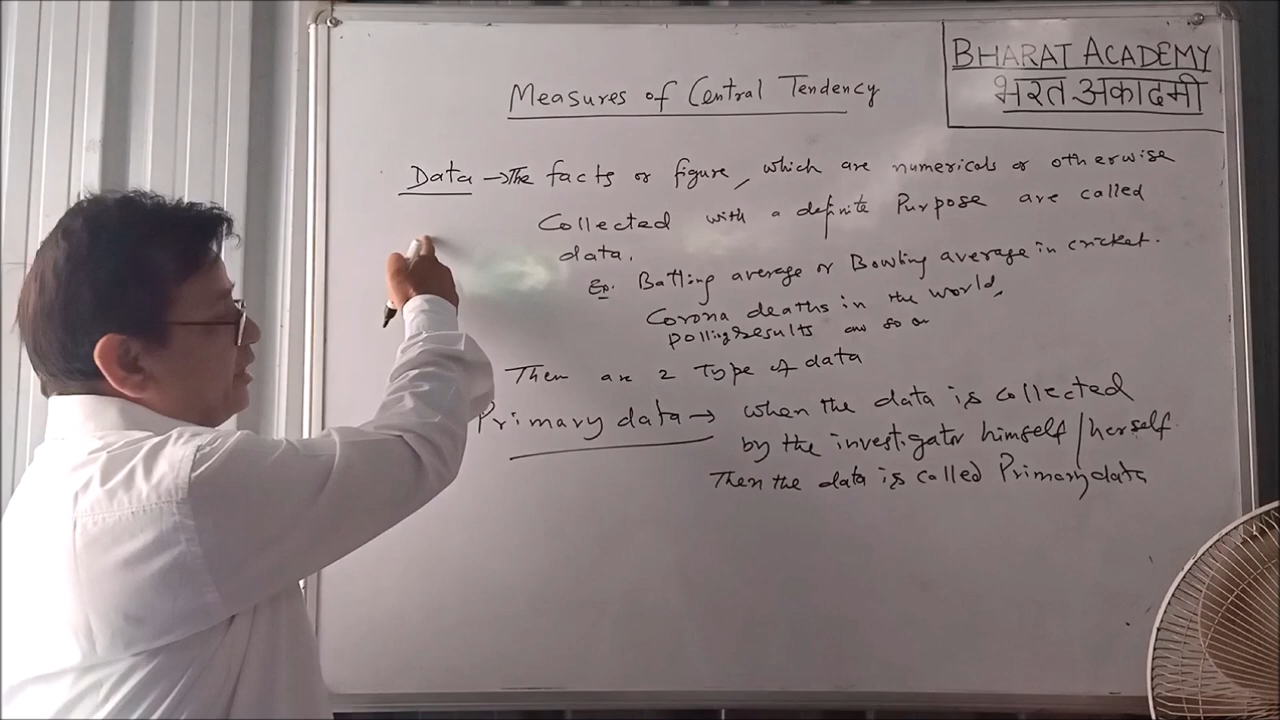 BHARAT ACADEMY
भरत अकादमी
Measures of Central Tendency
Data → The facts or figure, which are numericals or otherwise
Collected with a definite Purpose are called
data.
Ex. Batting average or Bowling average in cricket.
Corona deaths in the world,
polling results an so on
Then are 2 Type of data
Primary data → when the data is collected
by the investigator himself/herself.
Then the data is called Primary data